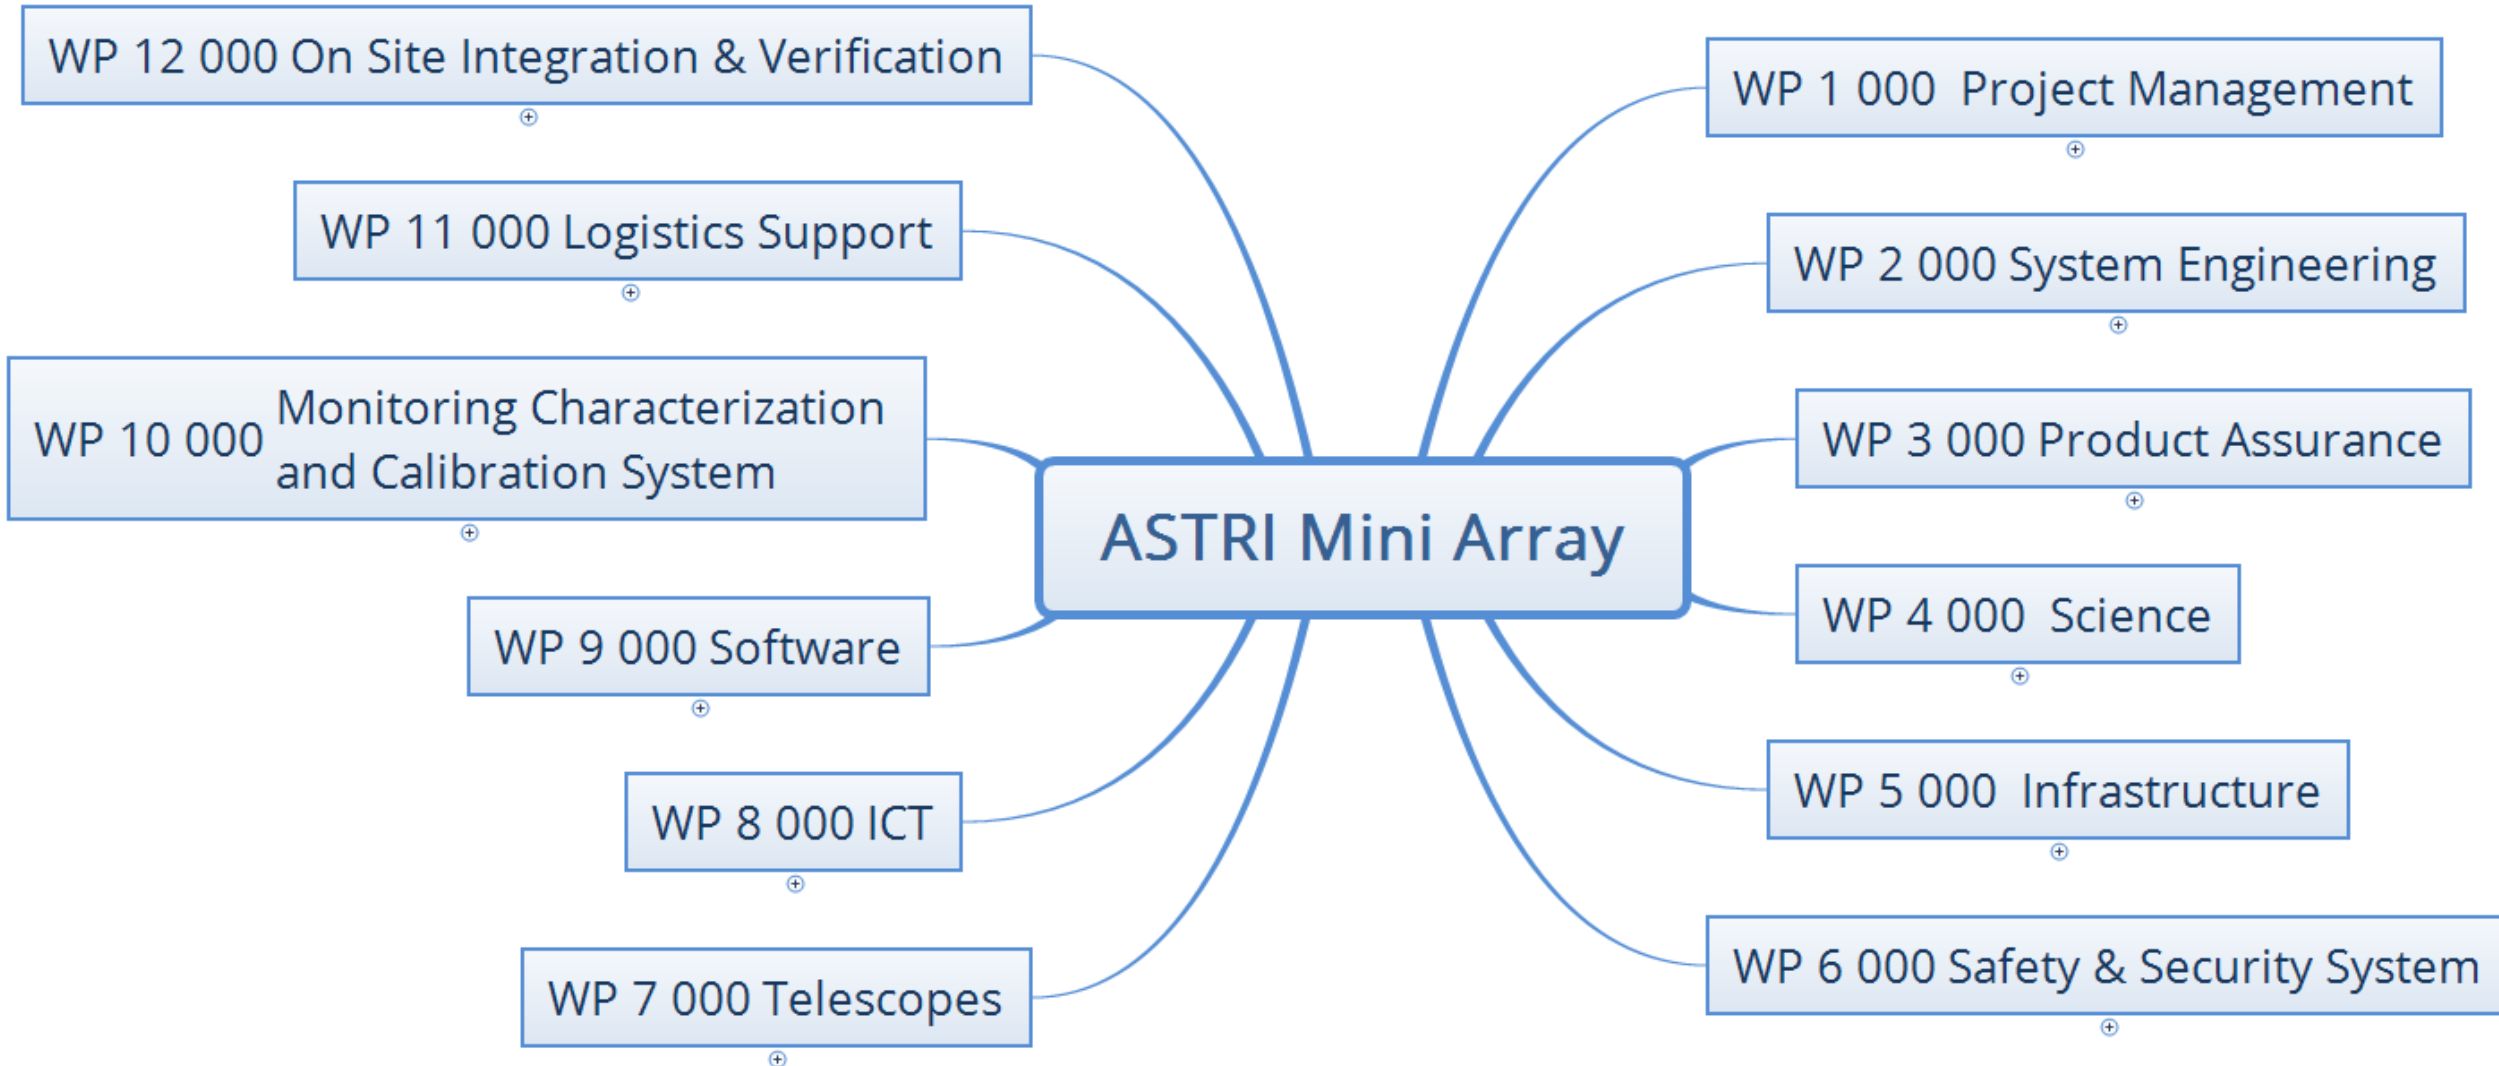 WP 12 000 On Site Integration & Verification
WP 11 000 Logistics Support
WP 10 000
Monitoring Characterization
and Calibration System
WP 9 000 Software
WP 8 000 ICT
WP 7 000 Telescopes
ASTRI Mini Array
WP 1 000  Project Management
WP 2 000 System Engineering
WP 3 000 Product Assurance
WP 4 000  Science
WP 5 000  Infrastructure
WP 6 000 Safety & Security System